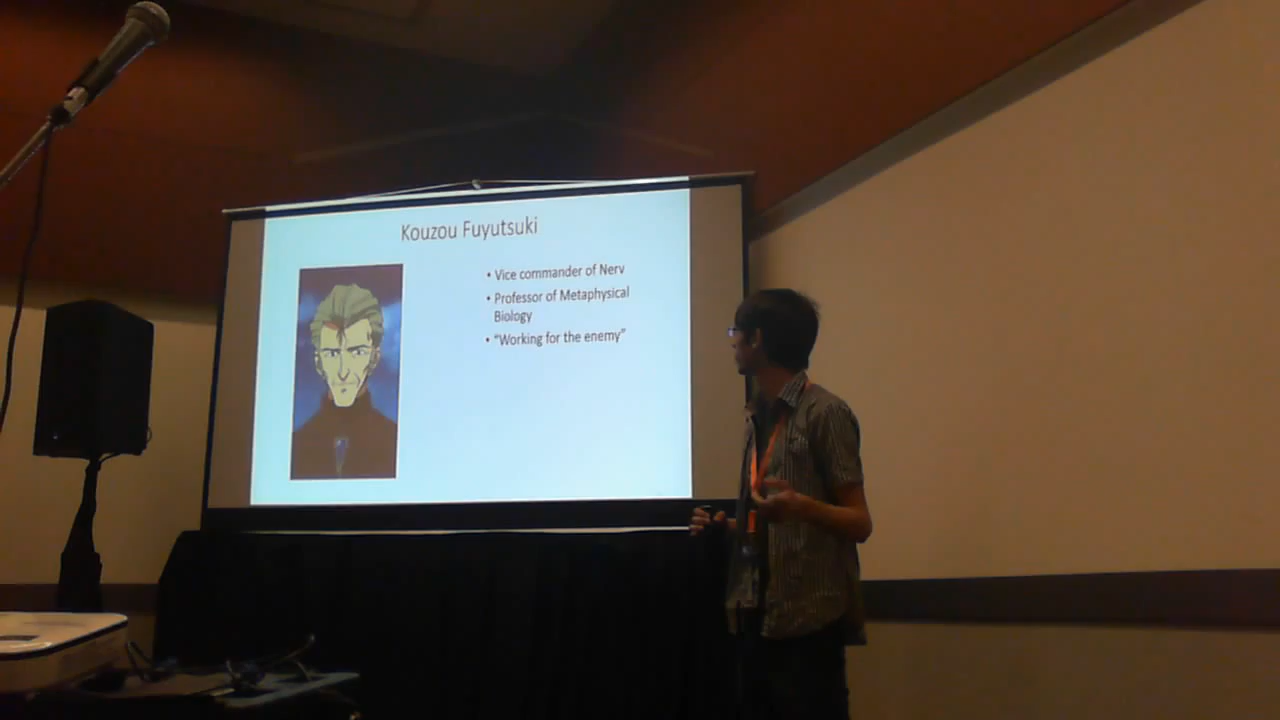 Kouzou Fuyutsuki
• Vice commander of Nerv
• Professor of Metaphysical
Biology
• “Working for the enemy”